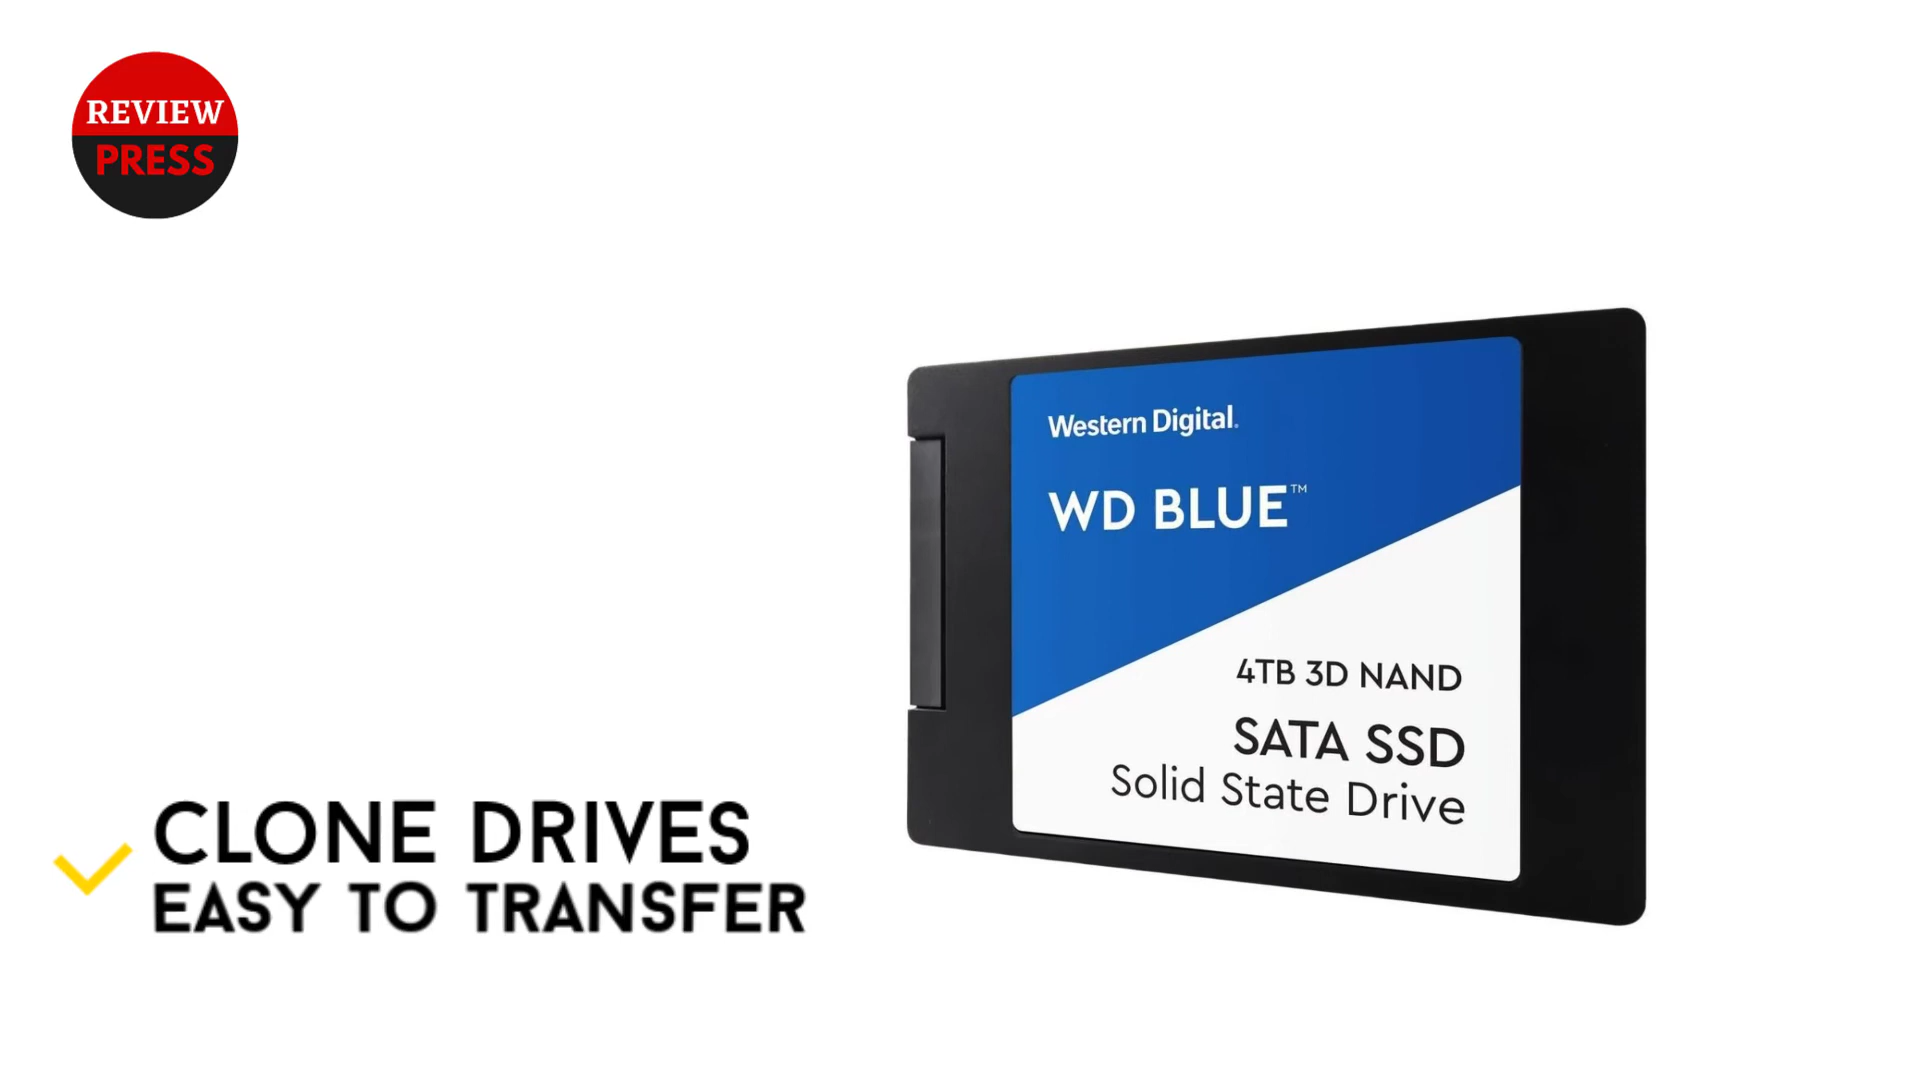 REVIEW
PRESS
Western Digital.
WD BLUE™
4TB 3D NAND
SATA SSD
Solid State Drive
CLONE DRIVES
EASY TO TRANSFER